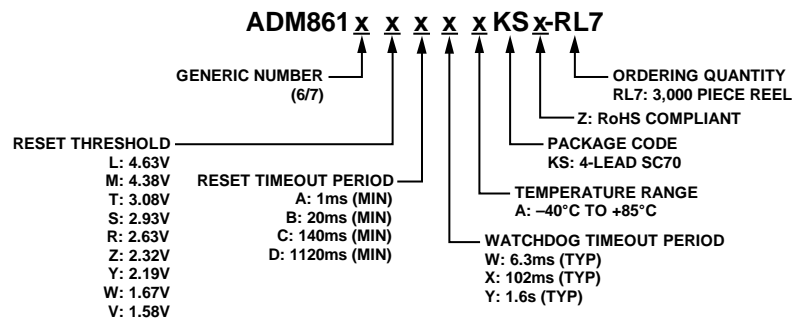 ADM861 x x x x x KS x-RL7
GENERIC NUMBER
(6/7)
ORDERING QUANTITY
RL7: 3,000 PIECE REEL
Z: RoHS COMPLIANT
RESET THRESHOLD
L: 4.63V
M: 4.38V
T: 3.08V
S: 2.93V
R: 2.63V
Z: 2.32V
Y: 2.19V
W: 1.67V
V: 1.58V
RESET TIMEOUT PERIOD
A: 1ms (MIN)
B: 20ms (MIN)
C: 140ms (MIN)
D: 1120ms (MIN)
PACKAGE CODE
KS: 4-LEAD SC70
TEMPERATURE RANGE
A: –40°C TO +85°C
WATCHDOG TIMEOUT PERIOD
W: 6.3ms (TYP)
X: 102ms (TYP)
Y: 1.6s (TYP)